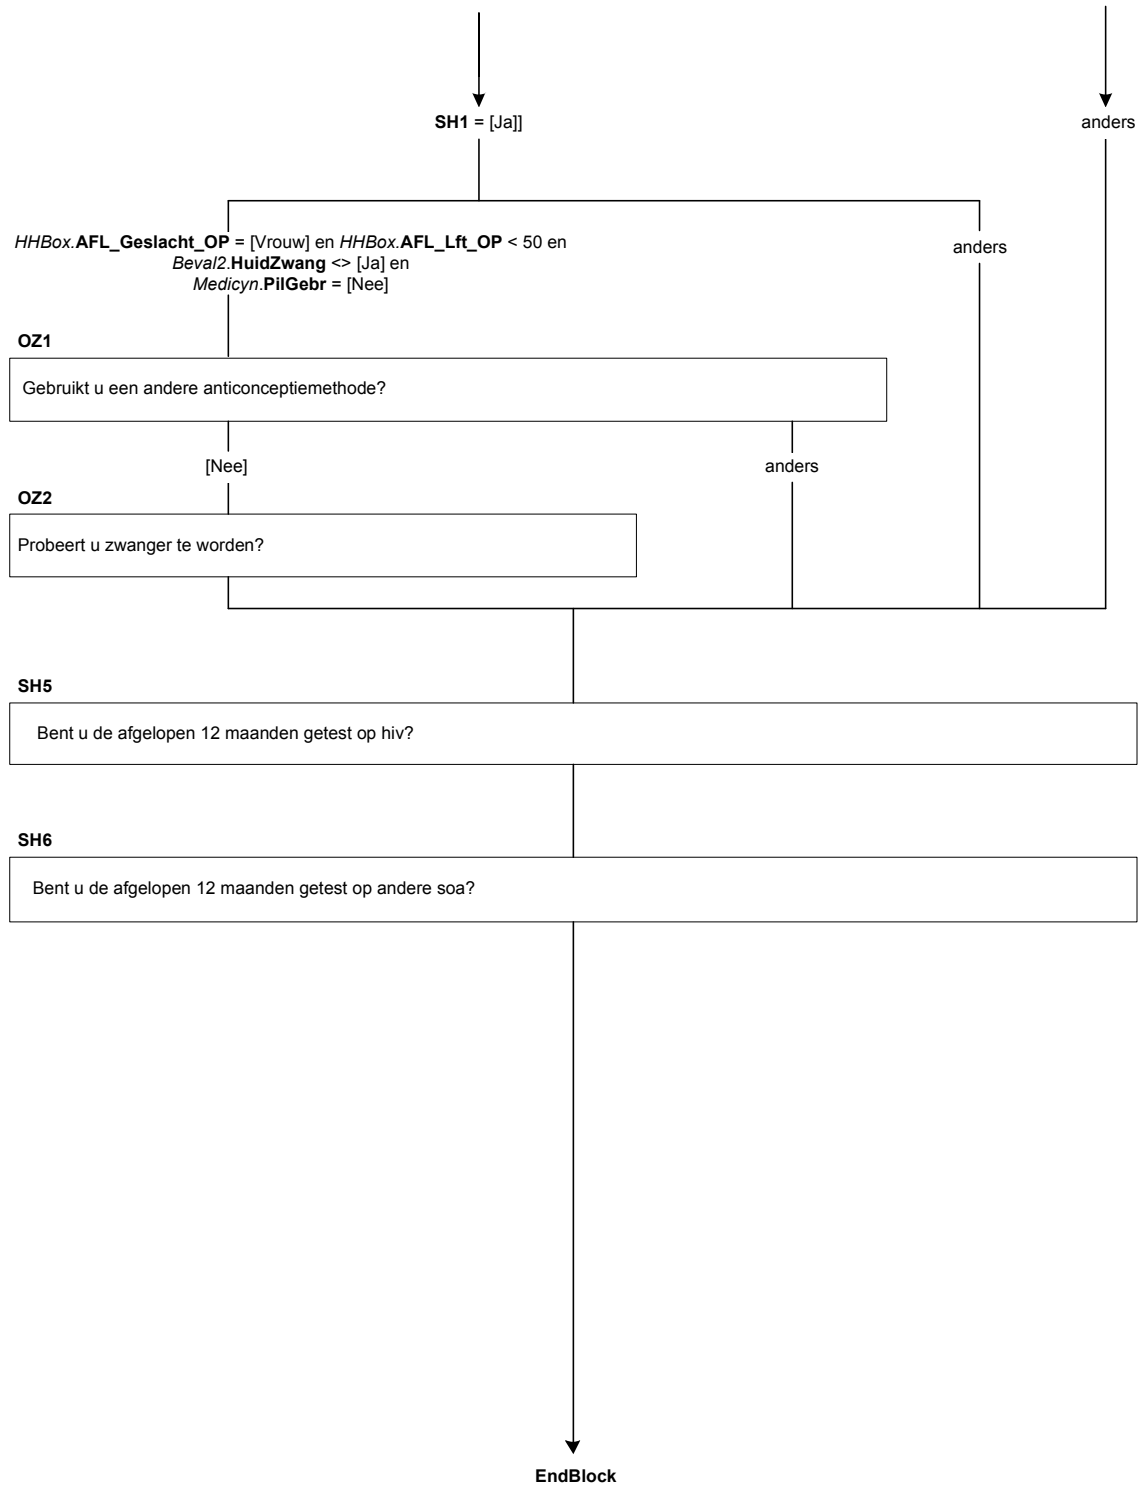 SH1 = [Ja]]
anders
HHBox.AFL_Geslacht_OP = [Vrouw] en HHBox.AFL_Lft_OP < 50 en
Beval2.HuidZwang <> [Ja] en
Medicyn.PilGebr = [Nee]
anders
OZ1
Gebruikt u een andere anticonceptiemethode?
[Nee]
anders
OZ2
Probeert u zwanger te worden?
SH5
Bent u de afgelopen 12 maanden getest op hiv?
SH6
Bent u de afgelopen 12 maanden getest op andere soa?
EndBlock